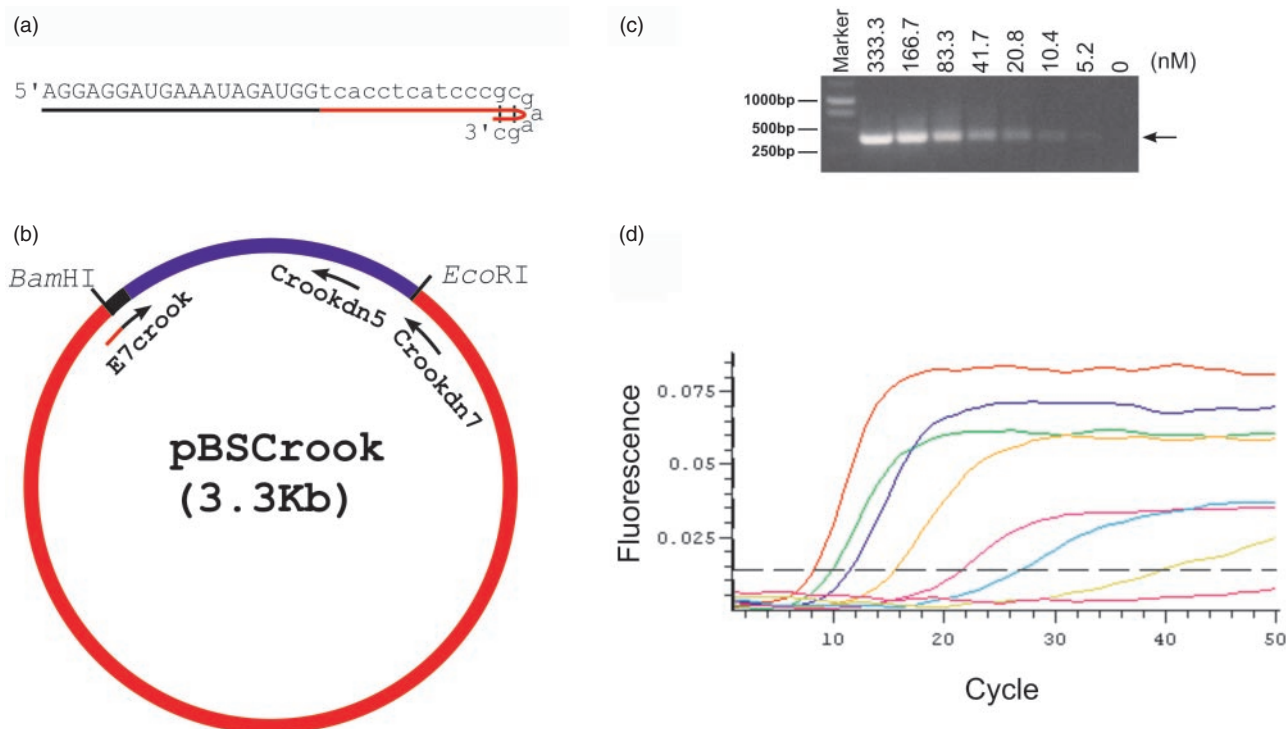 (a)
5'AGGAGGAUGAAAUAGAUGGtcacctcatcccgcg
a
3'cga
(b)
BamHI
EcoRI
E7crook
Crookdn5
Crookdn7
pBSCrook
(3.3Kb)
(c)
Marker
333.3
166.7
83.3
41.7
20.8
10.4
5.2
0
(nM)
1000bp
500bp
250bp
(d)
Fluorescence
0.075
0.05
0.025
10
20
30
40
50
Cycle